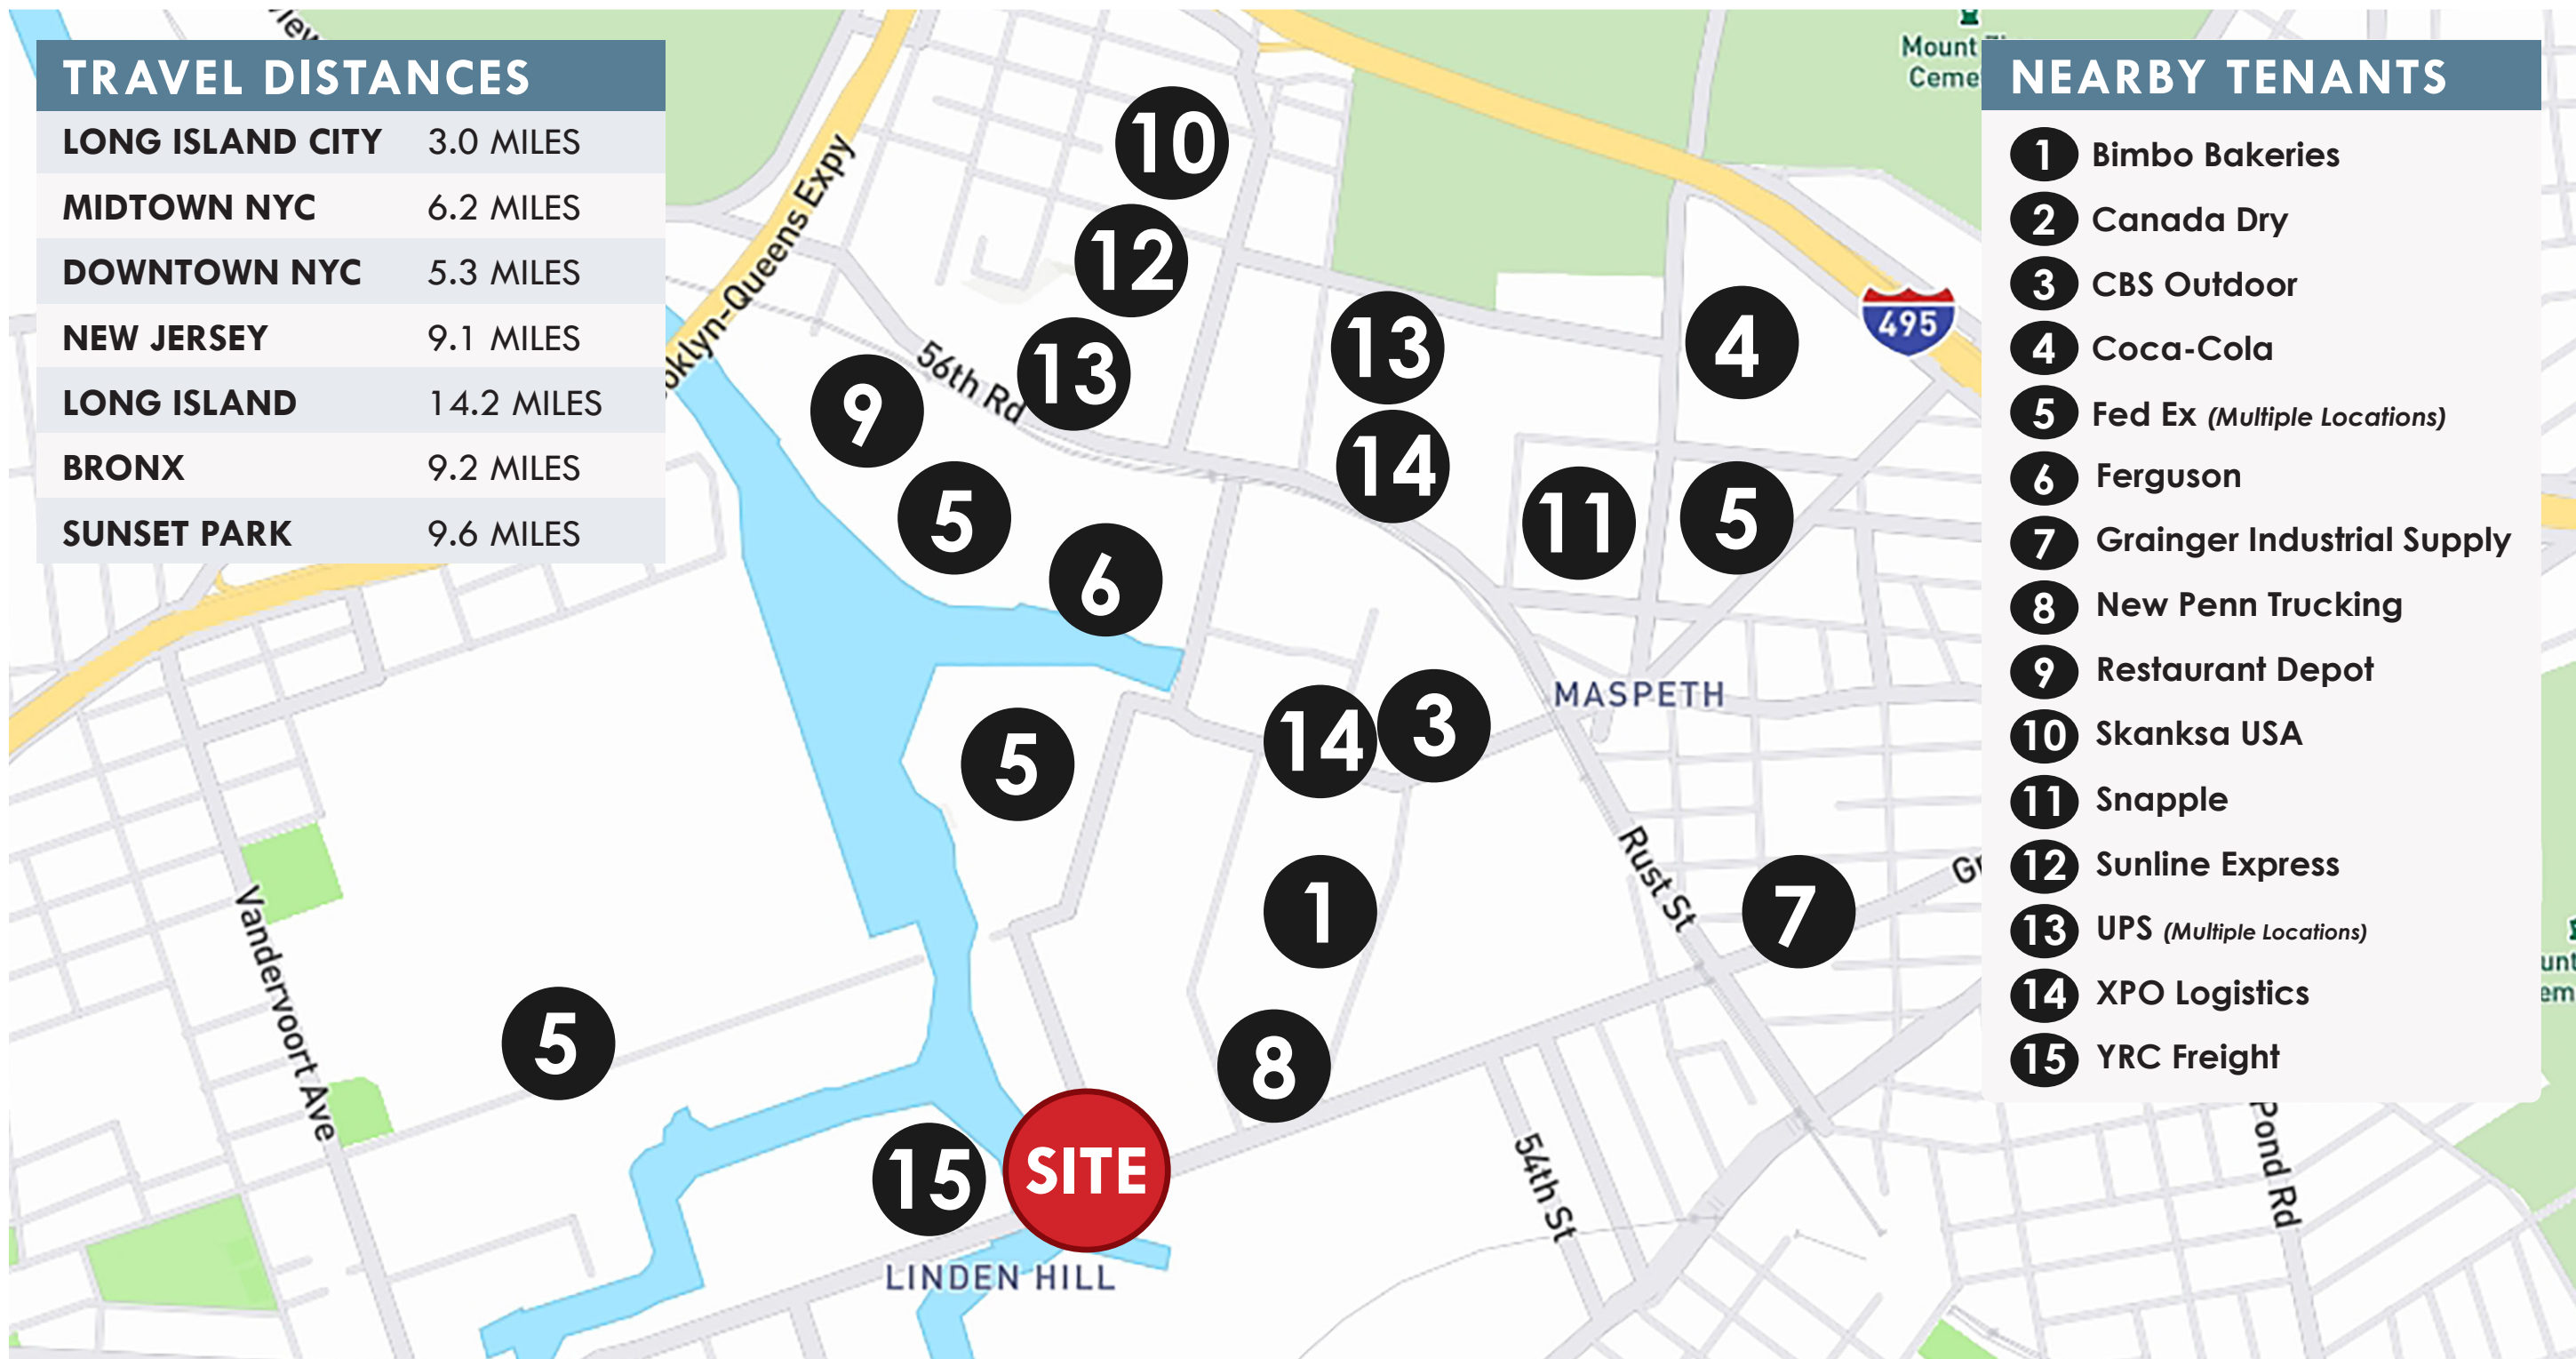 TRAVEL DISTANCES
LONG ISLAND CITY 3.0 MILES
MIDTOWN NYC 6.2 MILES
DOWNTOWN NYC 5.3 MILES
NEW JERSEY 9.1 MILES
LONG ISLAND 14.2 MILES
BRONX 9.2 MILES
SUNSET PARK 9.6 MILES
NEARBY TENANTS
1 Bimbo Bakeries
2 Canada Dry
3 CBS Outdoor
4 Coca-Cola
5 Fed Ex (Multiple Locations)
6 Ferguson
7 Grainger Industrial Supply
8 New Penn Trucking
9 Restaurant Depot
10 Skanksa USA
11 Snapple
12 Sunline Express
13 UPS (Multiple Locations)
14 XPO Logistics
15 YRC Freight
Mount
10
12
13
13
4
495
9
56th Rd
14
5
11
5
6
MASPETH
14
3
5
Rust St
1
7
Vandervoort Ave
5
8
15
SITE
54th St
Pond Rd
LINDEN HILL
-Queens Expy